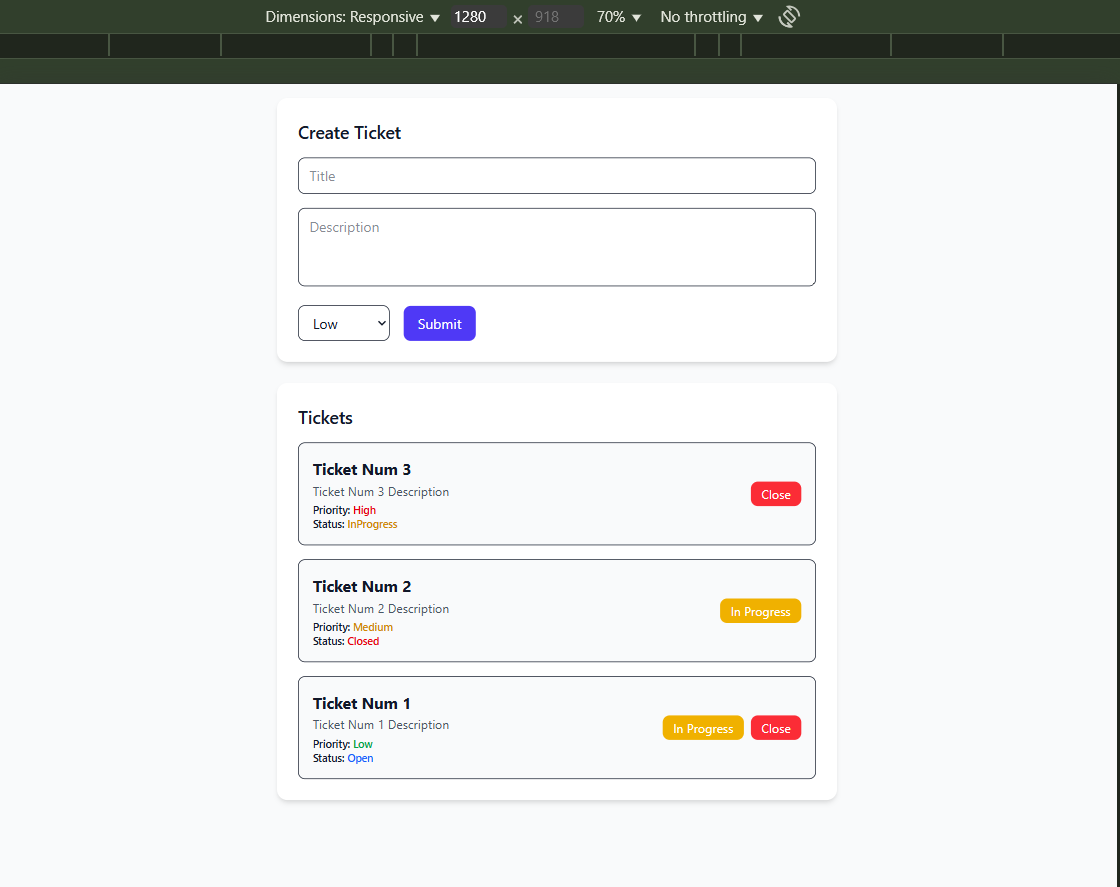 Dimensions: Responsive ▼ 1280 × 918 70% ▼ No throttling ▼
Create Ticket
Title
Description
Low Submit
Tickets
Ticket Num 3
Ticket Num 3 Description
Close
Priority: High
Status: InProgress
Ticket Num 2
Ticket Num 2 Description
In Progress
Priority: Medium
Status: Closed
Ticket Num 1
Ticket Num 1 Description
In Progress Close
Priority: Low
Status: Open